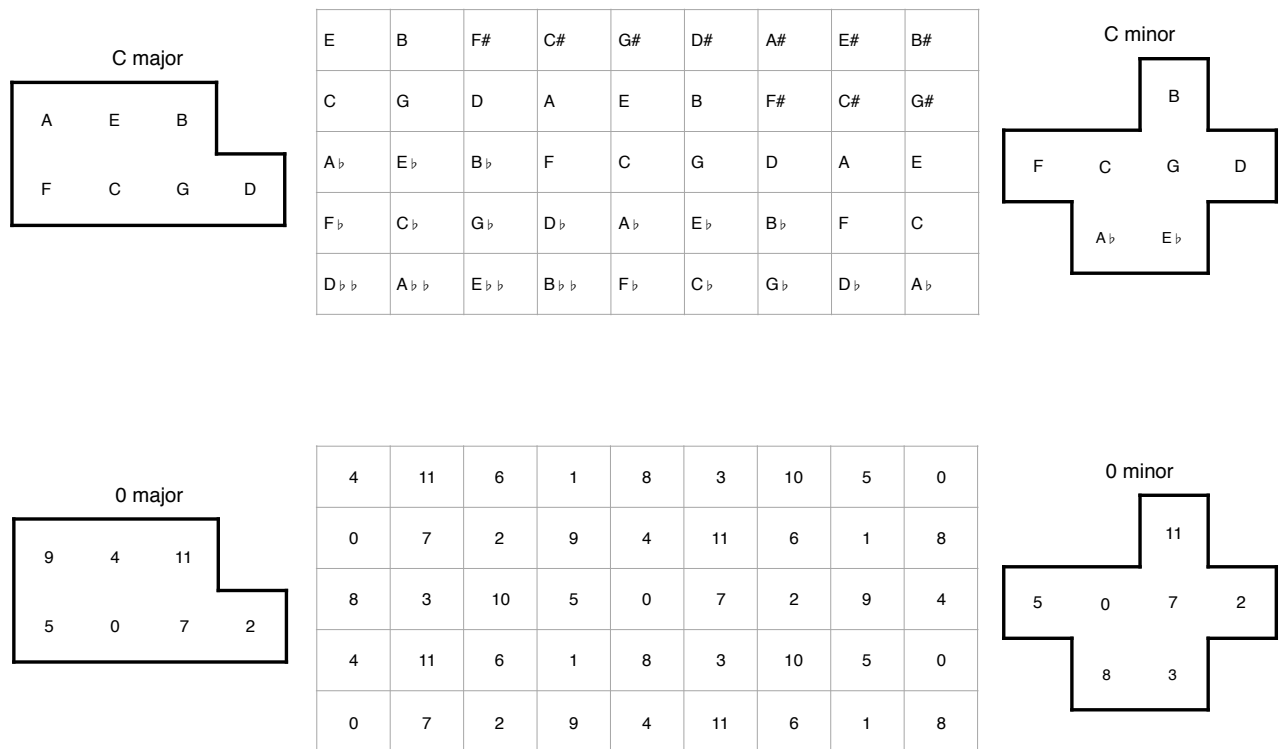 C major
A E B
F C G D
E B F# C# G# D# A# E# B#
C G D A E B F# C# G#
A♭ E♭ B♭ F C G D A E
F♭ C♭ G♭ D♭ A♭ E♭ B♭ F C
D♭♭ A♭♭ E♭♭ B♭♭ F♭ C♭ G♭ D♭ A♭
C minor
B
F C G D
A♭ E♭
0 major
9 4 11
5 0 7 2
4 11 6 1 8 3 10 5 0
0 7 2 9 4 11 6 1 8
8 3 10 5 0 7 2 9 4
4 11 6 1 8 3 10 5 0
0 7 2 9 4 11 6 1 8
0 minor
11
5 0 7 2
8 3